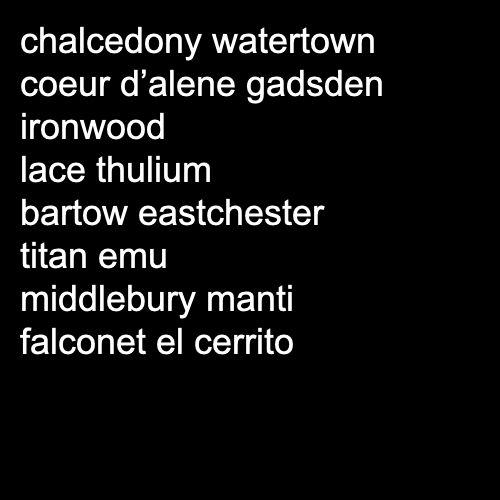 chalcedony watertown
coeur d’alene gadsden
ironwood
lace thulium
bartow eastchester
titan emu
middlebury manti
falconet el cerrito